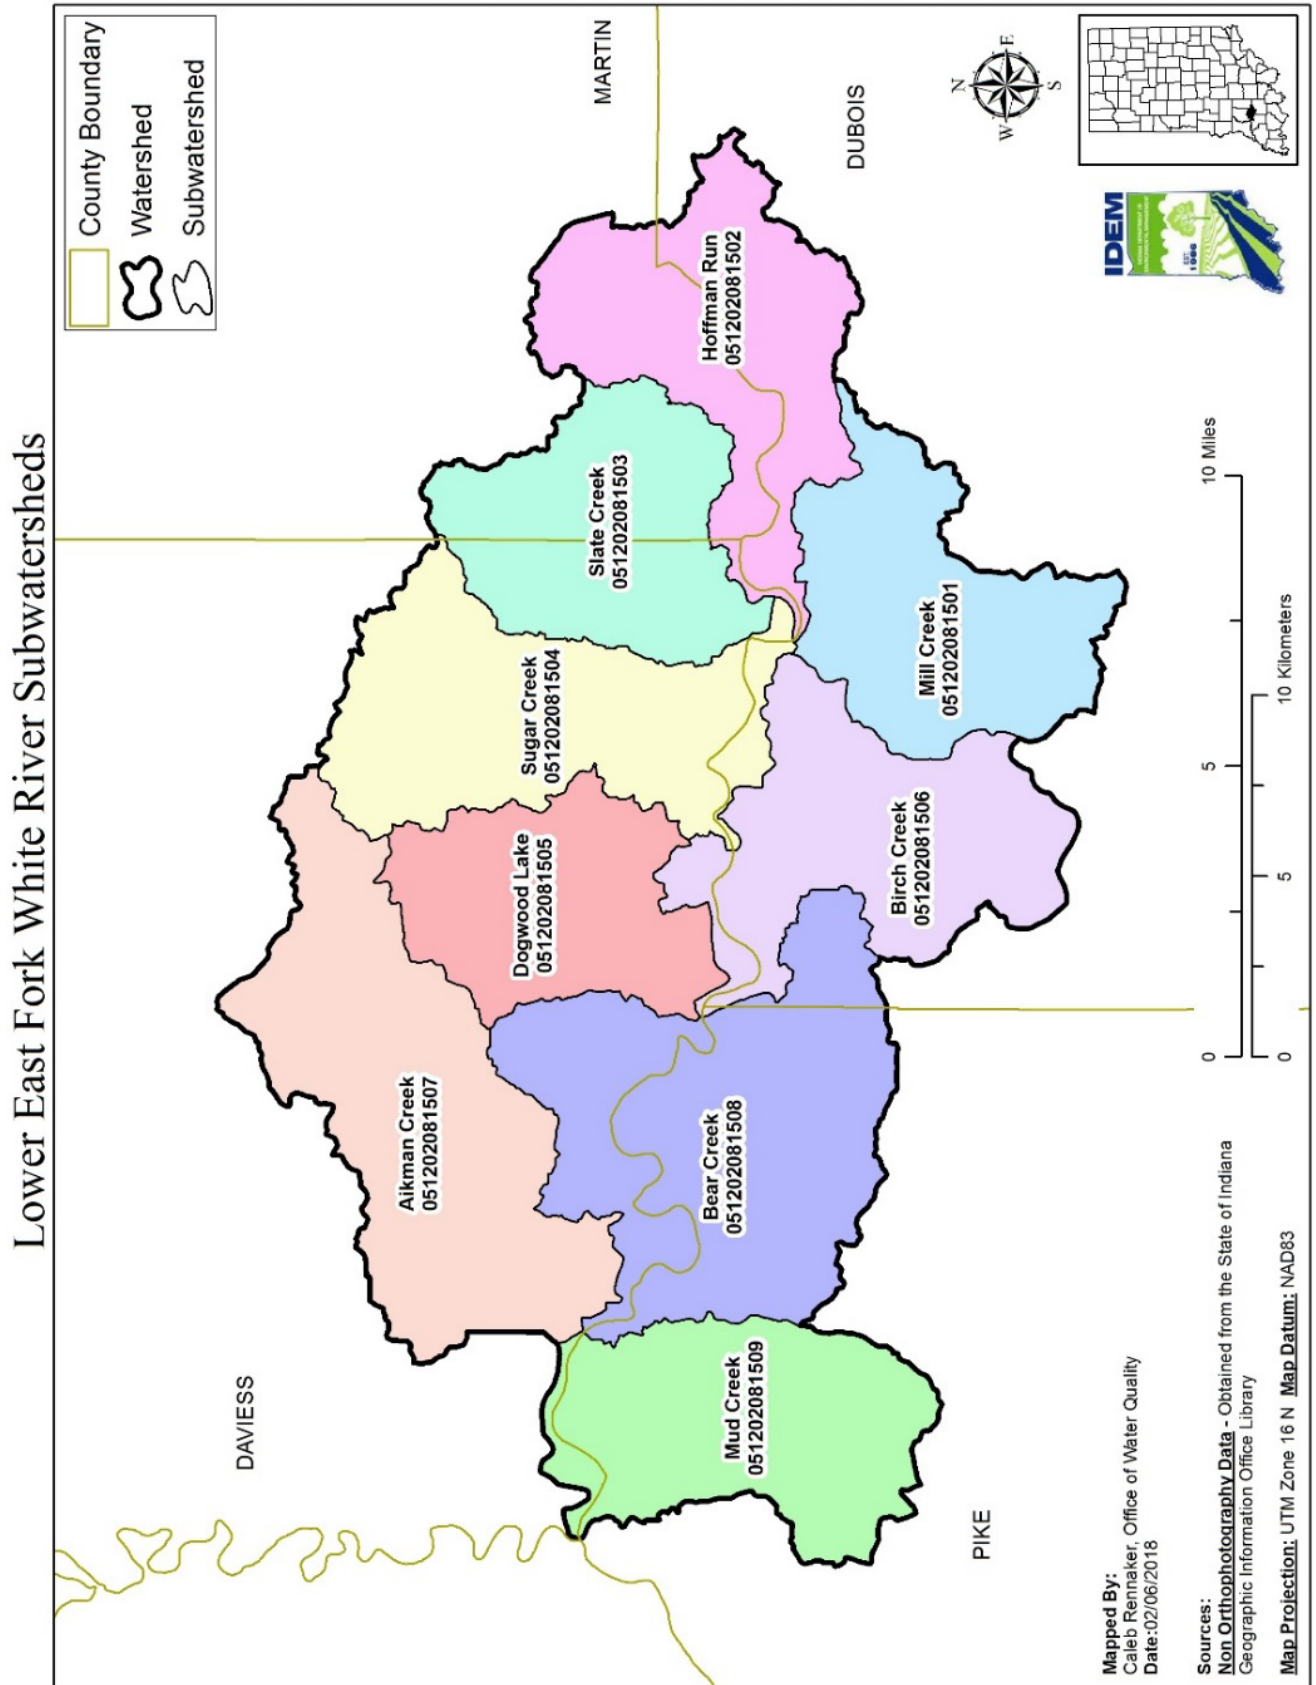 Lower East Fork White River Subwatersheds
County Boundary
Watershed
Subwatershed
DAVIESS
MARTIN
DUBOIS
PIKE
Aikman Creek
051202081507
Sugar Creek
051202081504
Slate Creek
051202081503
Dogwood Lake
051202081505
Hoffman Run
051202081502
Bear Creek
051202081508
Mud Creek
051202081509
Birch Creek
051202081506
Mill Creek
051202081501
N
W
E
S
IDEM
EST.
1986
Mapped By:
Caleb Rennaker, Office of Water Quality
Date:02/06/2018
Sources:
Non Orthophotography Data - Obtained from the State of Indiana
Geographic Information Office Library
Map Projection: UTM Zone 16 N Map Datum: NAD83
0 5 10 Miles
0 5 10 Kilometers